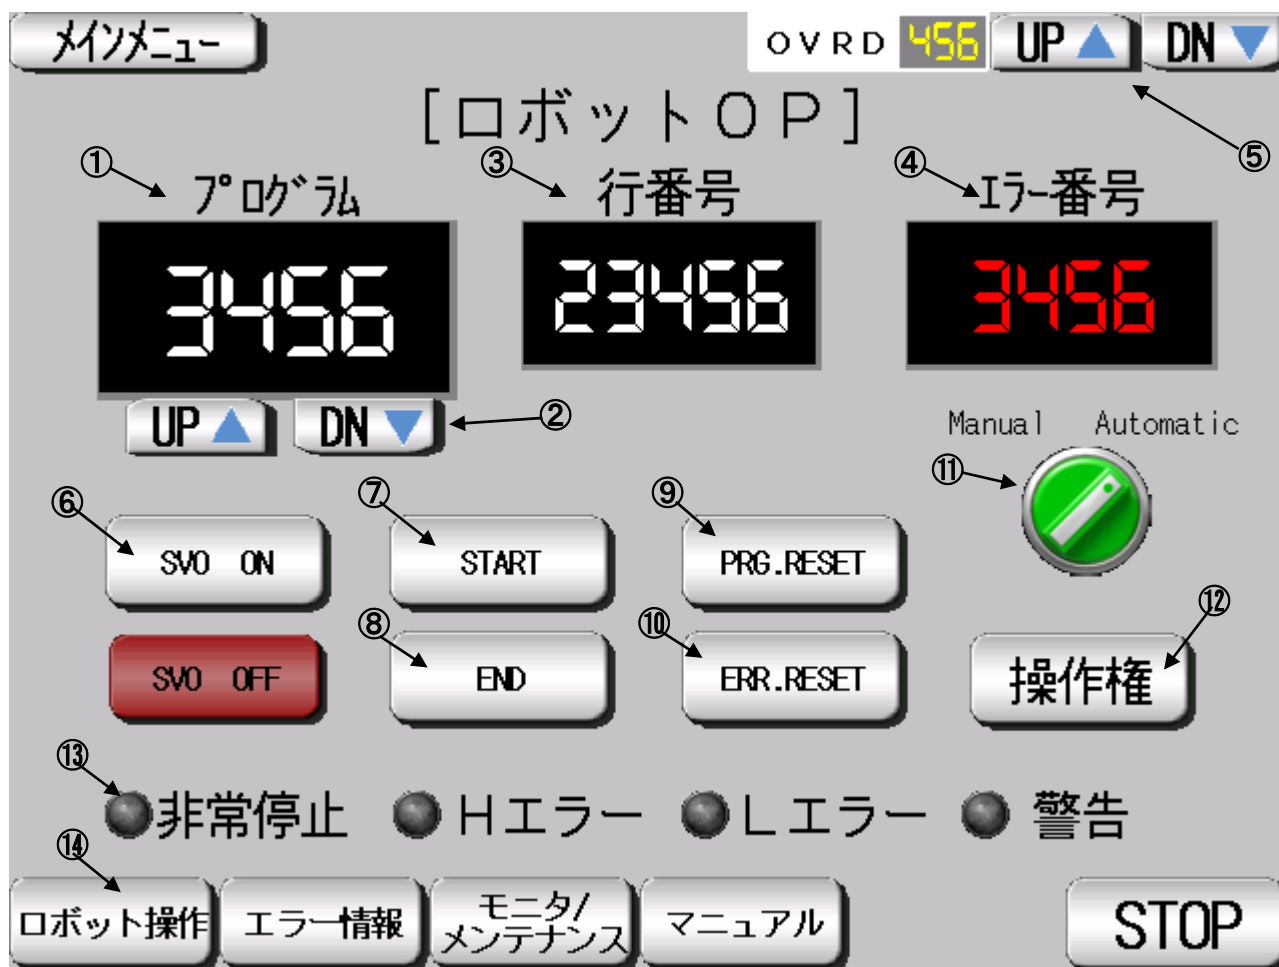 メインメニュー
OVRD 456 UP DN
[ロボットOP]
⑤
① ③ ④
プログラム 行番号 エラー番号
3456 23456 3456
UP DN ②
Manual Automatic
⑪
⑥ ⑦ ⑨
SVO ON START PRG.RESET
⑫
⑧ ⑩
SVO OFF END ERR.RESET 操作権
⑬
非常停止 Hエラー Lエラー 警告
⑭
ロボット操作 エラー情報 モニタ/
メンテナンス マニュアル STOP